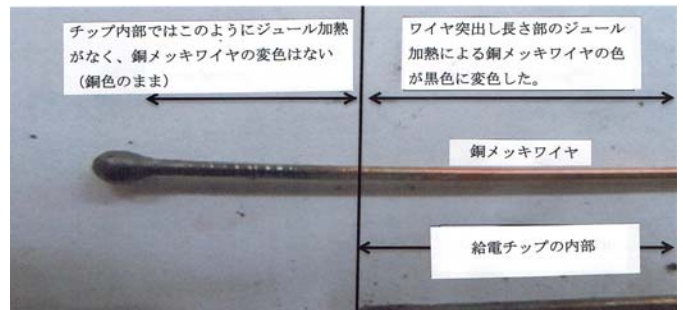 チップ内部ではこのようにジュール加熱
がなく、銅メッキワイヤの変色はない
（銅色のまま）
ワイヤ突出し長さ部のジュール
加熱による銅メッキワイヤの色
が黒色に変色した。
銅メッキワイヤ
給電チップの内部